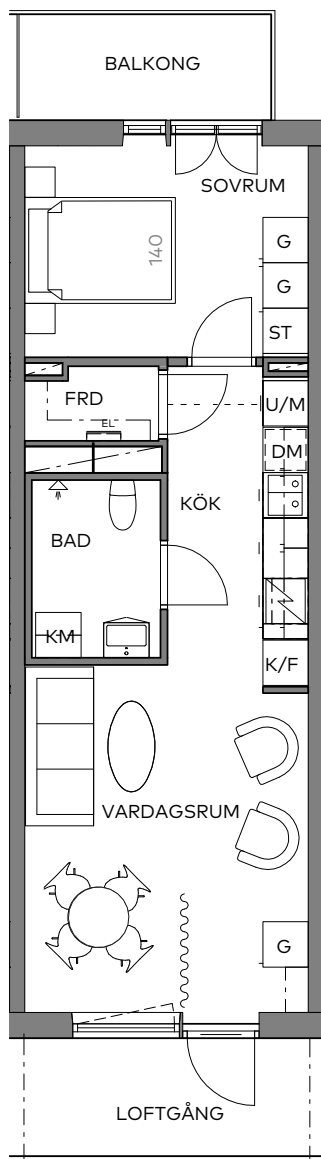 BALKONG
SOVRUM
140
G
G
ST
FRD
EL
U/M
DM
KÖK
BAD
KM
K/F
VARDAGSRUM
G
LOFTGÅNG